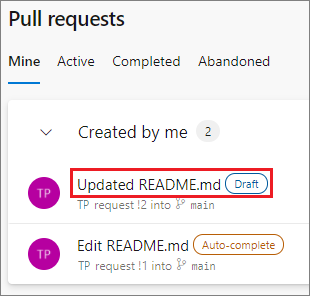 Pull requests
Mine Active Completed Abandoned
Created by me 2
TP Updated README.md Draft
TP request !2 into main
TP Edit README.md Auto-complete
TP request !1 into main